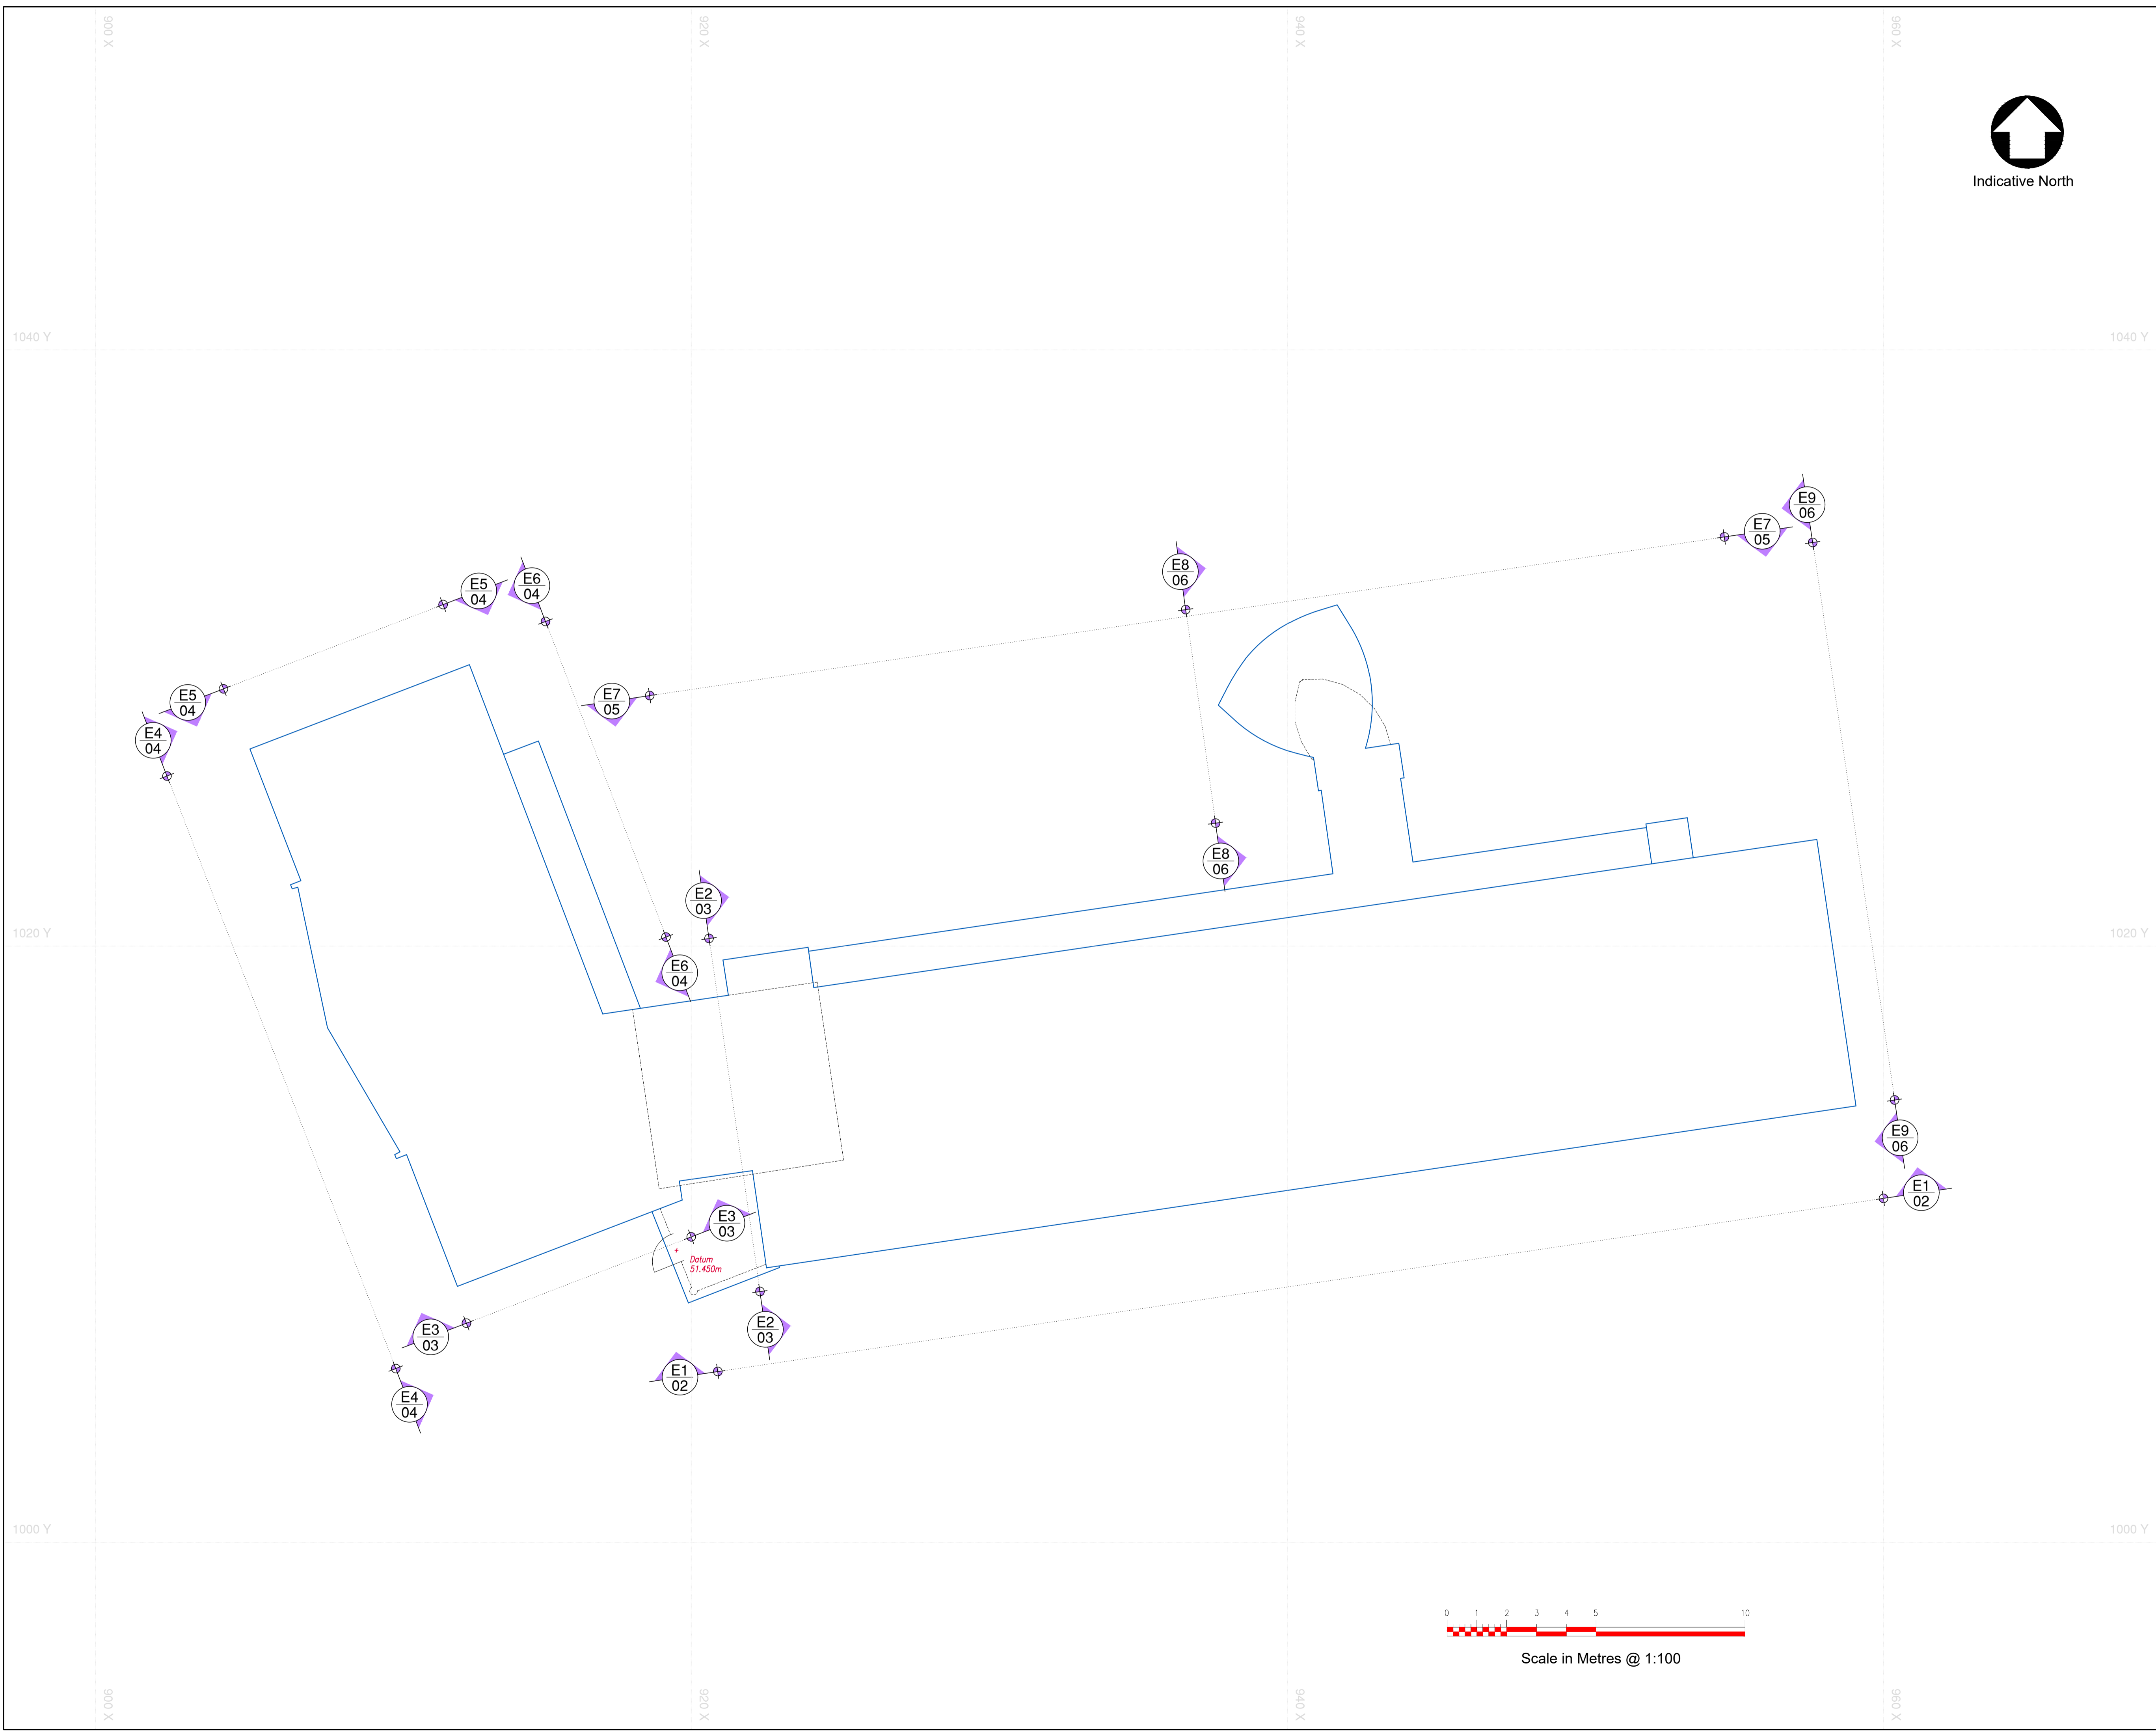 900 X
920 X
940 X
960 X
Indicative North
1040 Y
1040 Y
E9
06
E7
05
E8
06
E5
04
E6
04
E5
04
E7
05
E4
04
E8
06
E2
03
1020 Y
1020 Y
E6
04
E9
06
E1
02
E3
03
Datum
51.450m
E3
03
E2
03
E1
02
E4
04
1000 Y
1000 Y
0 1 2 3 4 5 10
Scale in Metres @ 1:100
900 X
920 X
940 X
960 X